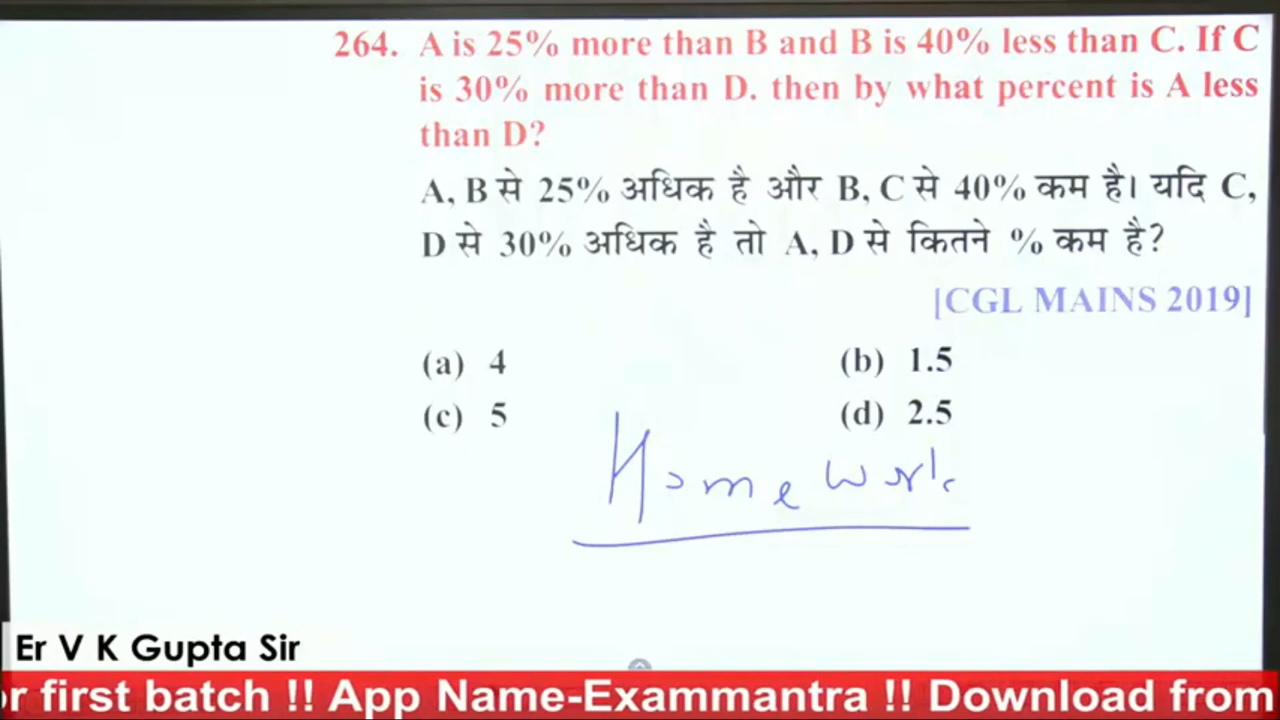 264. A is 25% more than B and B is 40% less than C. If C
is 30% more than D. then by what percent is A less
than D?
A, B से 25% अधिक है और B, C से 40% कम है। यदि C,
D से 30% अधिक है तो A, D से कितने % कम है?
[CGL MAINS 2019]
(a) 4 (b) 1.5
(c) 5 (d) 2.5
Home work
Er V K Gupta Sir
r first batch !! App Name-Exammantra !! Download from